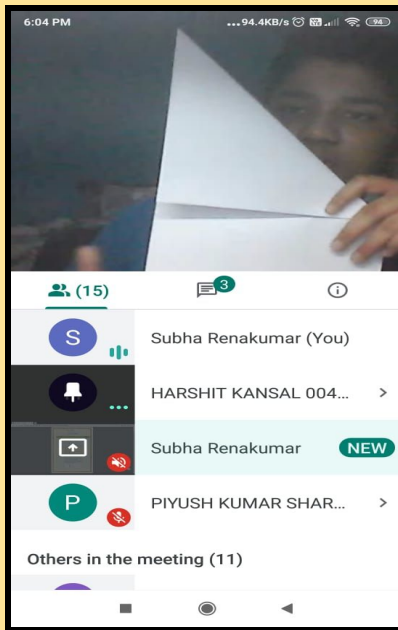 6:04 PM ...94.4KB/s 94
(15) 3
S Subha Renakumar (You)
HARSHIT KANSAL 004...
Subha Renakumar NEW
P PIYUSH KUMAR SHAR...
Others in the meeting (11)